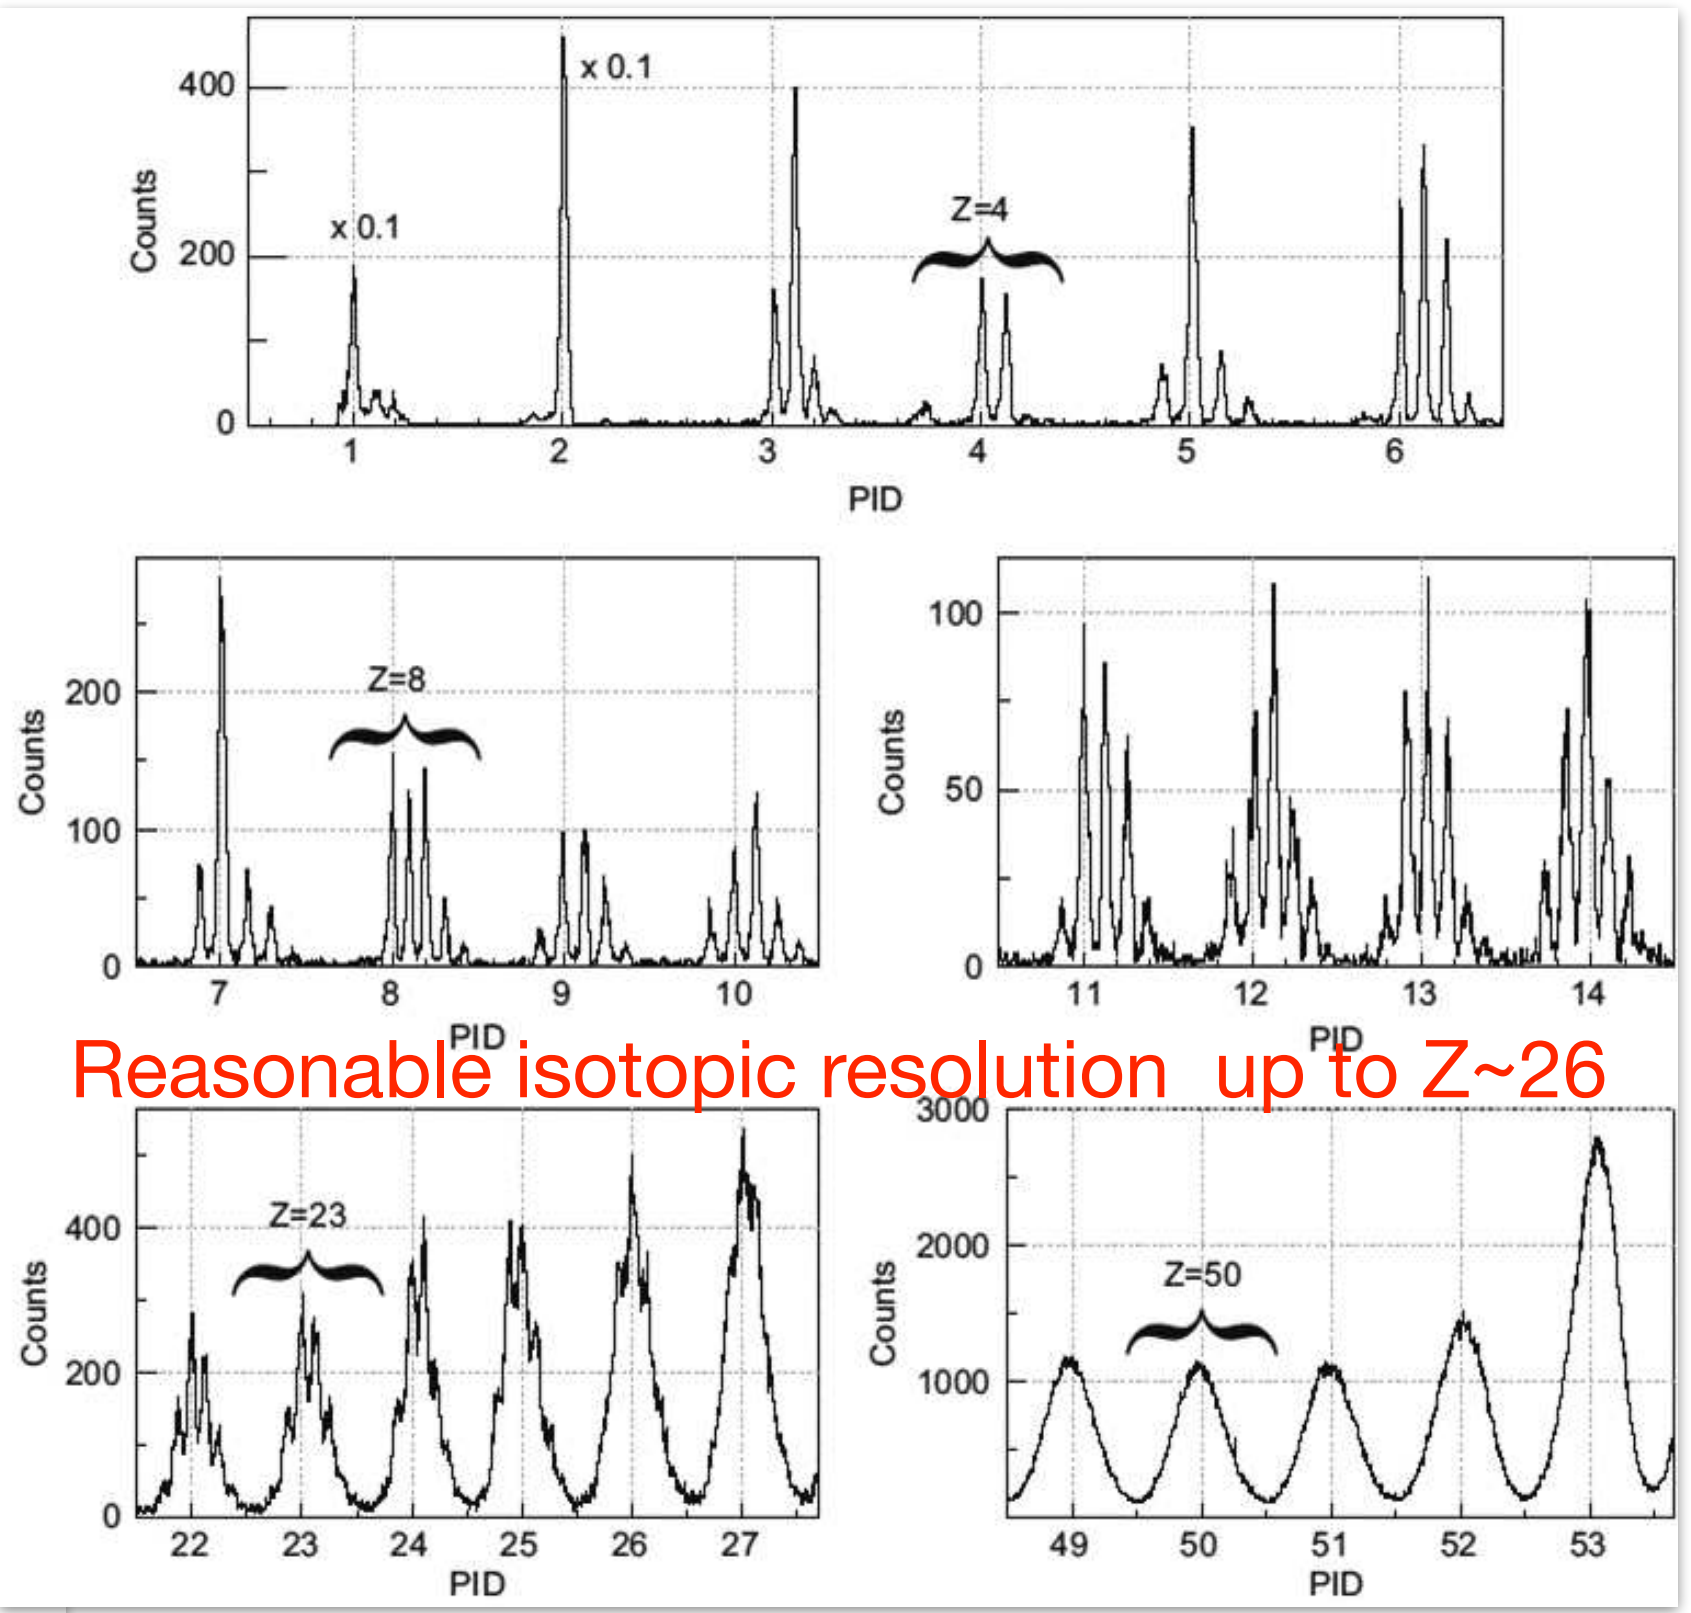 400
200
0
Counts
x 0.1
x 0.1
Z=4
1 2 3 4 5 6
PID
200
100
0
Counts
Z=8
7 8 9 10
PID
100
50
0
Counts
11 12 13 14
PID
Reasonable isotopic resolution up to Z~26
400
200
0
Counts
Z=23
22 23 24 25 26 27
PID
3000
2000
1000
Counts
Z=50
49 50 51 52 53
PID